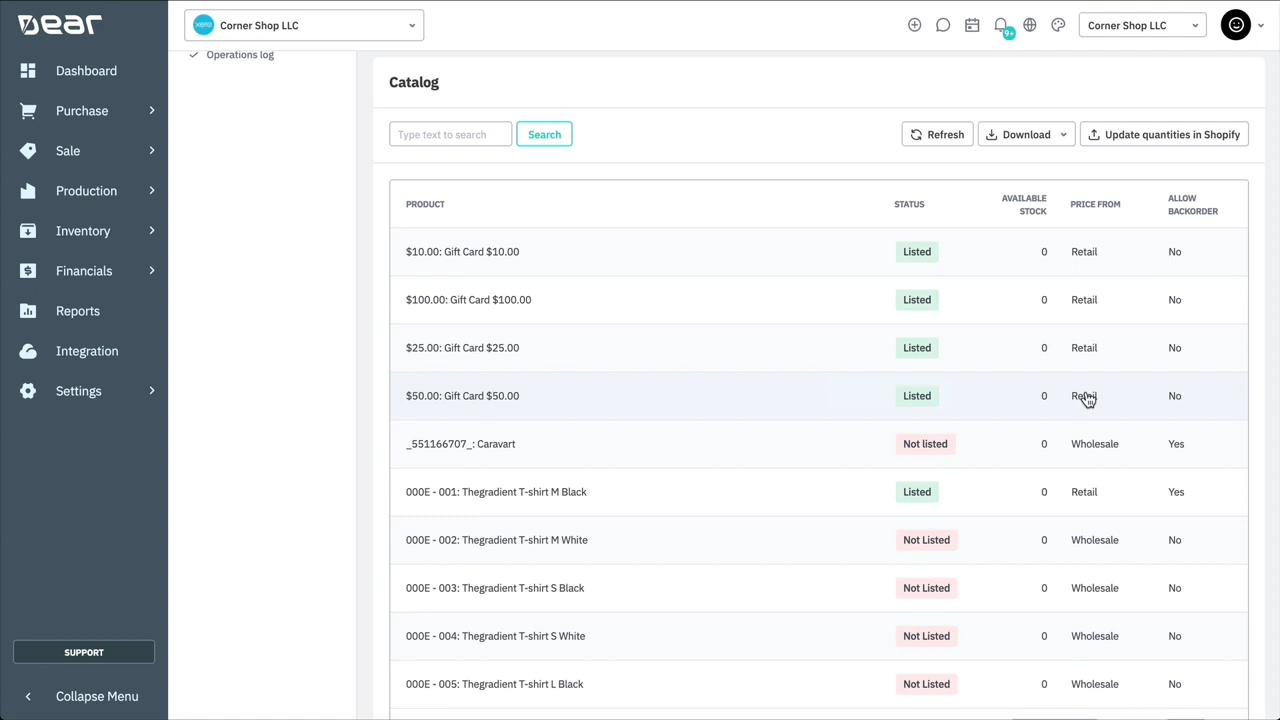 Dear
xero
Corner Shop LLC
9+
Corner Shop LLC
Dashboard
Purchase
Sale
Production
Inventory
Financials
Reports
Integration
Settings
SUPPORT
Collapse Menu
Operations log
Catalog
Type text to search
Search
Refresh
Download
Update quantities in Shopify
PRODUCT STATUS AVAILABLE STOCK PRICE FROM ALLOW BACKORDER
$10.00: Gift Card $10.00 Listed 0 Retail No
$100.00: Gift Card $100.00 Listed 0 Retail No
$25.00: Gift Card $25.00 Listed 0 Retail No
$50.00: Gift Card $50.00 Listed 0 Retail No
_551166707_: Caravart Not listed 0 Wholesale Yes
000E - 001: Thegradient T-shirt M Black Listed 0 Retail Yes
000E - 002: Thegradient T-shirt M White Not Listed 0 Wholesale No
000E - 003: Thegradient T-shirt S Black Not Listed 0 Wholesale No
000E - 004: Thegradient T-shirt S White Not Listed 0 Wholesale No
000E - 005: Thegradient T-shirt L Black Not Listed 0 Wholesale No